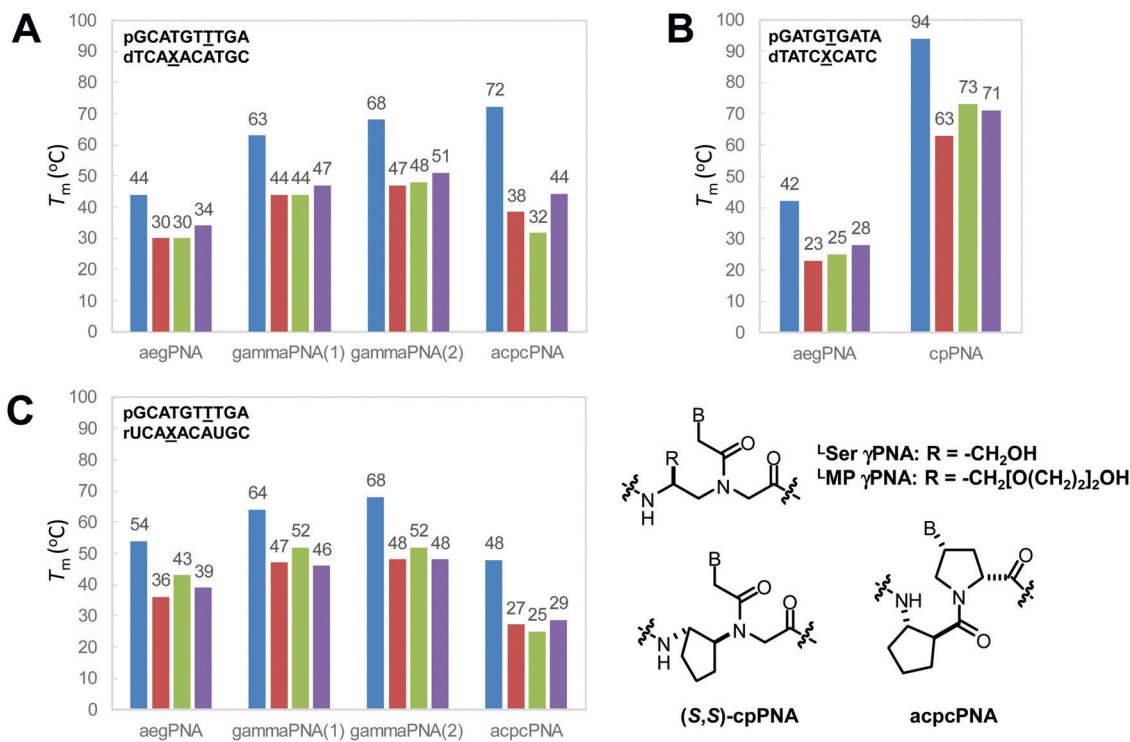 A
pGCATGTTTGA
dTCAXACATGC
100
90
80
70
60
50
40
30
20
10
0
Tm (oC)
44
30
30
34
63
44
44
47
68
47
48
51
72
38
32
44
aegPNA
gammaPNA(1)
gammaPNA(2)
acpcPNA
B
pGATGTGATA
dTATCXCATC
100
90
80
70
60
50
40
30
20
10
0
Tm (oC)
42
23
25
28
94
63
73
71
aegPNA
cpPNA
C
pGCATGTTTGA
rUCAXACAUGC
100
90
80
70
60
50
40
30
20
10
0
Tm (oC)
54
36
43
39
64
47
52
46
68
48
52
48
48
27
25
29
aegPNA
gammaPNA(1)
gammaPNA(2)
acpcPNA
B
O
R
O
N
N
H
LSer γPNA: R = -CH2OH
LMP γPNA: R = -CH2[O(CH2)2]2OH
B
O
O
N
N
H
(S,S)-cpPNA
B
O
NH
N
O
acpcPNA